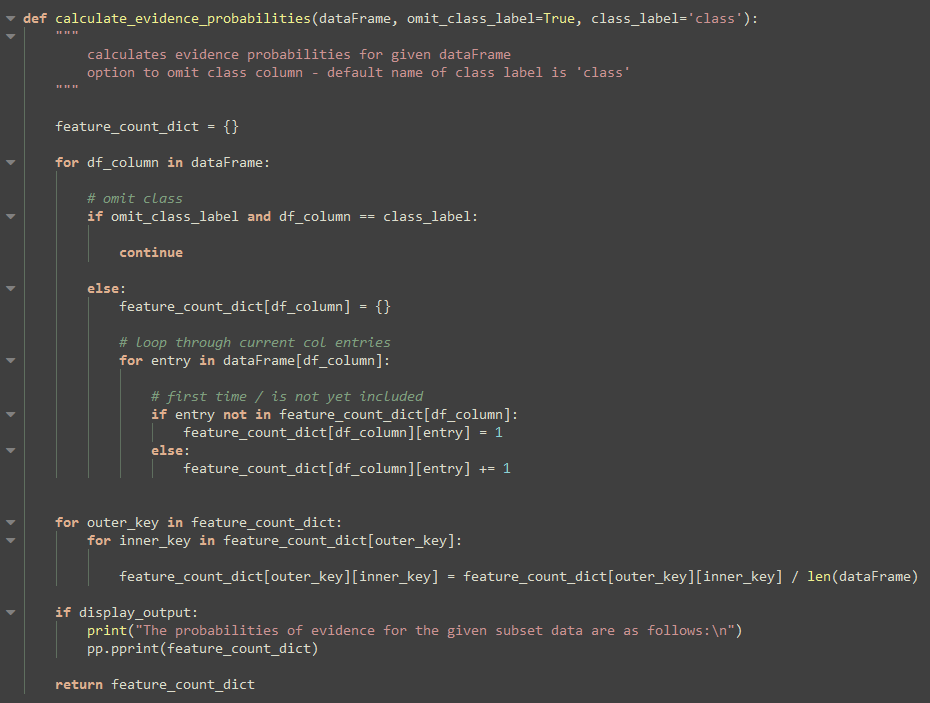 def calculate_evidence_probabilities(dataFrame, omit_class_label=True, class_label='class'):
    """
        calculates evidence probabilities for given dataFrame
        option to omit class column - default name of class label is 'class'
    """

    feature_count_dict = {}

    for df_column in dataFrame:

        # omit class
        if omit_class_label and df_column == class_label:

            continue

        else:
            feature_count_dict[df_column] = {}

            # loop through current col entries
            for entry in dataFrame[df_column]:

                # first time / is not yet included
                if entry not in feature_count_dict[df_column]:
                    feature_count_dict[df_column][entry] = 1
                else:
                    feature_count_dict[df_column][entry] += 1


    for outer_key in feature_count_dict:
        for inner_key in feature_count_dict[outer_key]:

            feature_count_dict[outer_key][inner_key] = feature_count_dict[outer_key][inner_key] / len(dataFrame)

    if display_output:
        print("The probabilities of evidence for the given subset data are as follows:\n")
        pp.pprint(feature_count_dict)

    return feature_count_dict